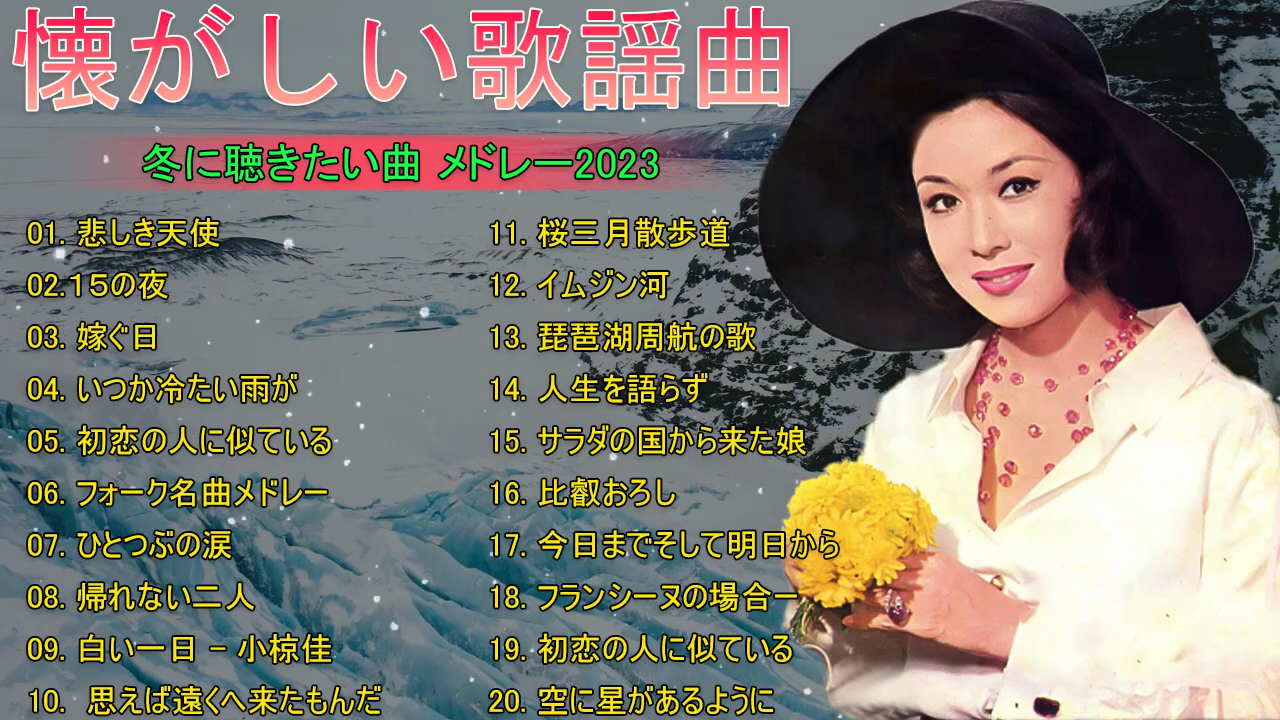 懐がしい歌謡曲
冬に聴きたい曲 メドレー2023
01. 悲しき天使
02.15の夜
03. 嫁ぐ日
04. いつか冷たい雨が
05. 初恋の人に似ている
06. フォーク名曲メドレー
07. ひとつぶの涙
08. 帰れない二人
09. 白い一日 - 小椋佳
10. 思えば遠くへ来たもんだ
11. 桜三月散歩道
12. イムジン河
13. 琵琶湖周航の歌
14. 人生を語らず
15. サラダの国から来た娘
16. 比叡おろし
17. 今日までそして明日から
18. フランシーヌの場合ー
19. 初恋の人に似ている
20. 空に星があるように